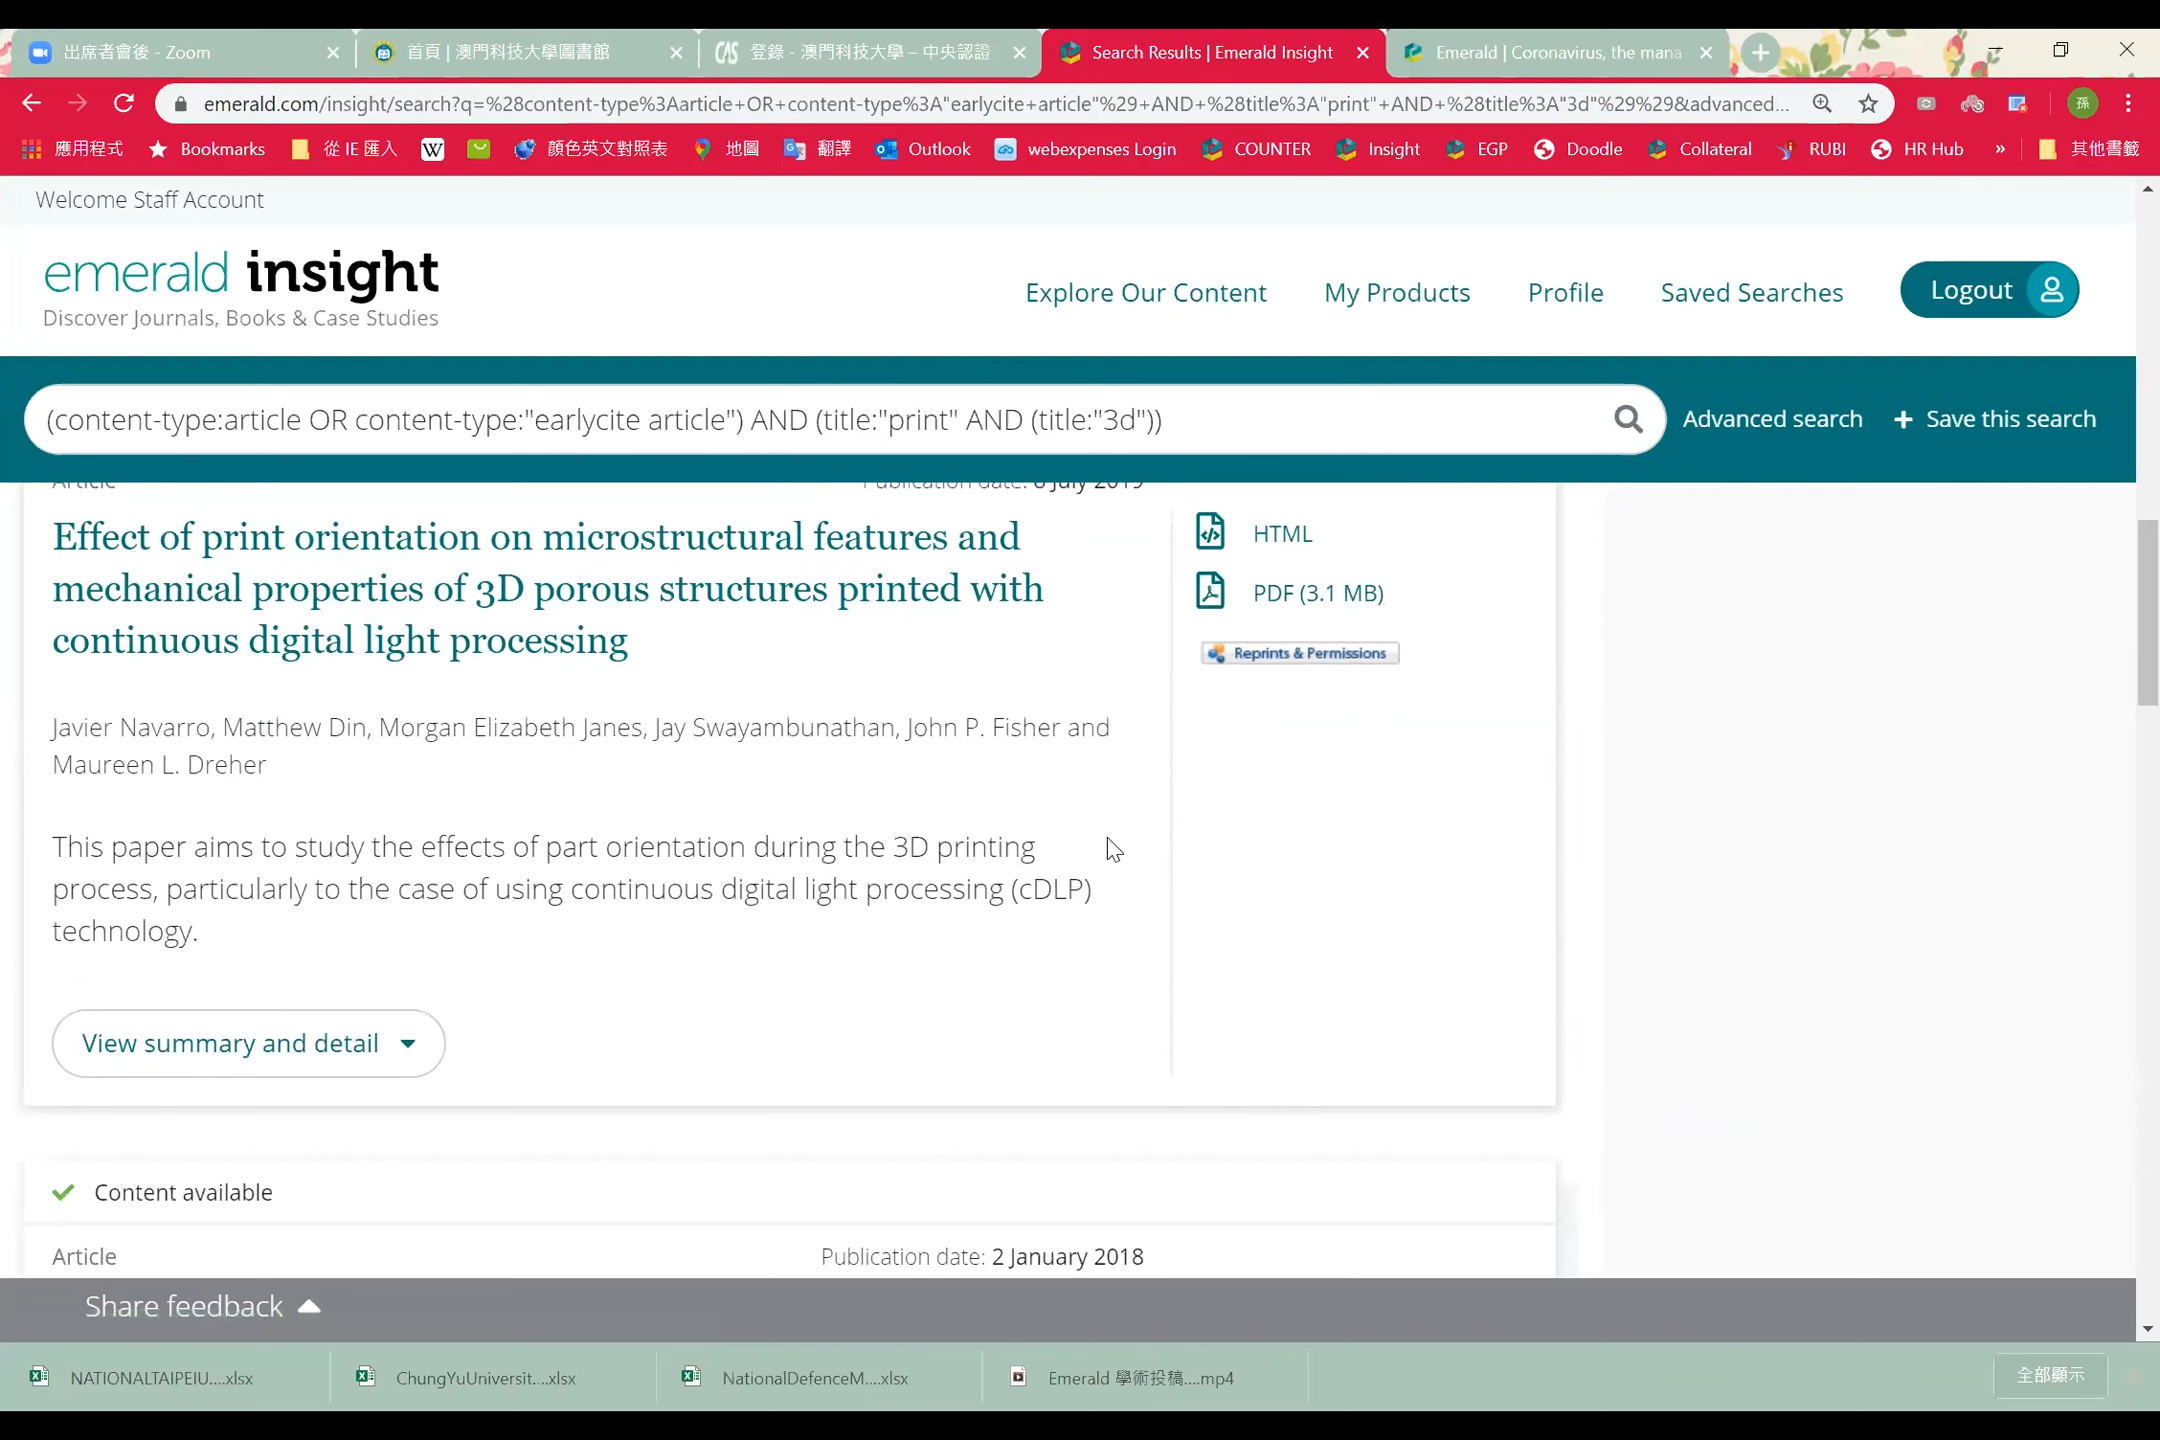 出席者會後 - Zoom
首頁 | 澳門科技大學圖書館
登錄 - 澳門科技大學 – 中央認證
Search Results | Emerald Insight
Emerald | Coronavirus, the mana
emerald.com/insight/search?q=%28content-type%3Aarticle+OR+content-type%3A"earlycite+article"%29+AND+%28title%3A"print"+AND+%28title%3A"3d"%29%29&advanced...
孫
應用程式
Bookmarks
從 IE 匯入
W
顏色英文對照表
地圖
翻譯
Outlook
webexpenses Login
COUNTER
Insight
EGP
Doodle
Collateral
RUBI
HR Hub
»
其他書籤
Welcome Staff Account
emerald insight
Discover Journals, Books & Case Studies
Explore Our Content
My Products
Profile
Saved Searches
Logout
(content-type:article OR content-type:"earlycite article") AND (title:"print" AND (title:"3d"))
Advanced search
+ Save this search
Article
Publication date: 8 July 2019
Effect of print orientation on microstructural features and
mechanical properties of 3D porous structures printed with
continuous digital light processing
HTML
PDF (3.1 MB)
Reprints & Permissions
Javier Navarro, Matthew Din, Morgan Elizabeth Janes, Jay Swayambunathan, John P. Fisher and
Maureen L. Dreher
This paper aims to study the effects of part orientation during the 3D printing
process, particularly to the case of using continuous digital light processing (cDLP)
technology.
View summary and detail
Content available
Article
Publication date: 2 January 2018
Share feedback
NATIONALTAIPEIU....xlsx
ChungYuUniversit....xlsx
NationalDefenceM....xlsx
Emerald 學術投稿....mp4
全部顯示